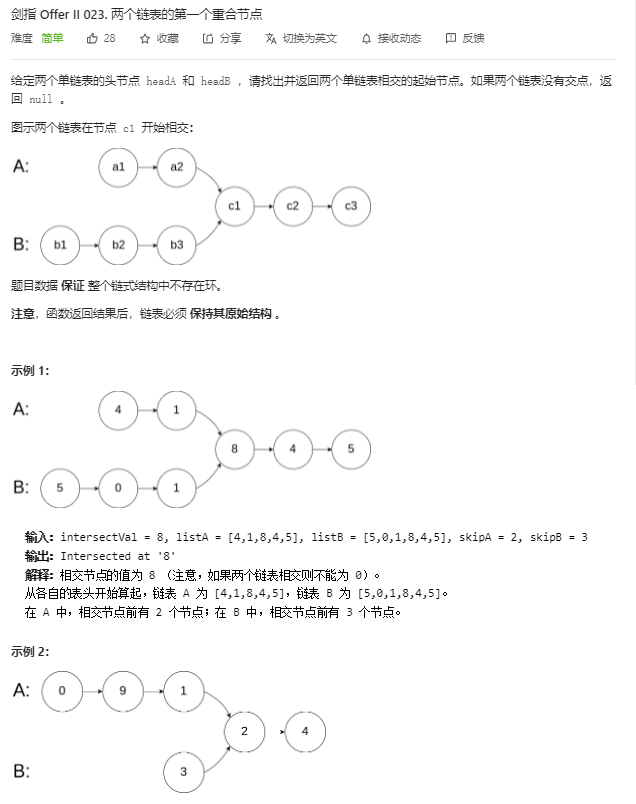 剑指 Offer II 023. 两个链表的第一个重合节点
难度 简单 28 收藏 分享 切换为英文 接收动态 反馈
给定两个单链表的头节点 headA 和 headB ，请找出并返回两个单链表相交的起始节点。如果两个链表没有交点，返
回 null 。
图示两个链表在节点 c1 开始相交：
A: a1 a2
c1 c2 c3
B: b1 b2 b3
题目数据 保证 整个链式结构中不存在环。
注意，函数返回结果后，链表必须 保持其原始结构 。
示例 1：
A: 4 1
8 4 5
B: 5 0 1
输入：intersectVal = 8, listA = [4,1,8,4,5], listB = [5,0,1,8,4,5], skipA = 2, skipB = 3
输出：Intersected at '8'
解释：相交节点的值为 8 （注意，如果两个链表相交则不能为 0）。
从各自的表头开始算起，链表 A 为 [4,1,8,4,5]，链表 B 为 [5,0,1,8,4,5]。
在 A 中，相交节点前有 2 个节点；在 B 中，相交节点前有 3 个节点。
示例 2：
A: 0 9 1
2 4
B: 3